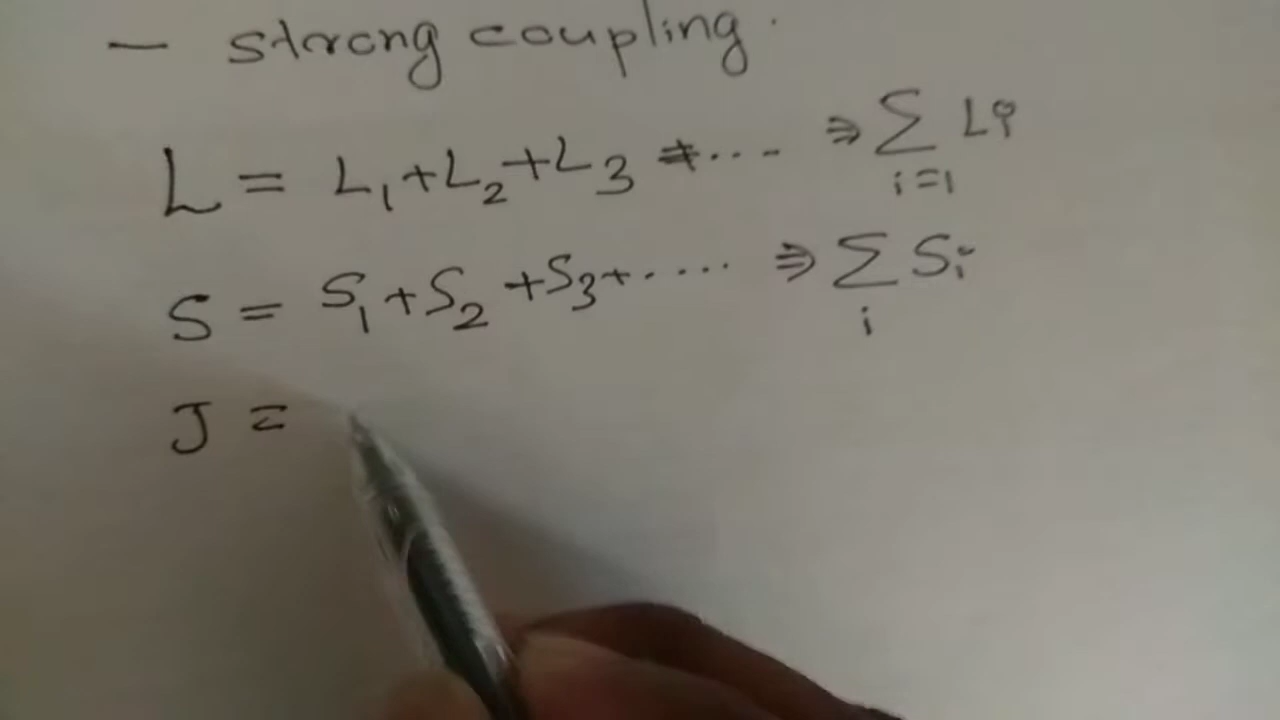 — strong coupling.
L = L₁+L₂+L₃ +.... ⇒ ∑ Li i=1
S = S₁+S₂+S₃+.... ⇒ ∑ Si i
J =